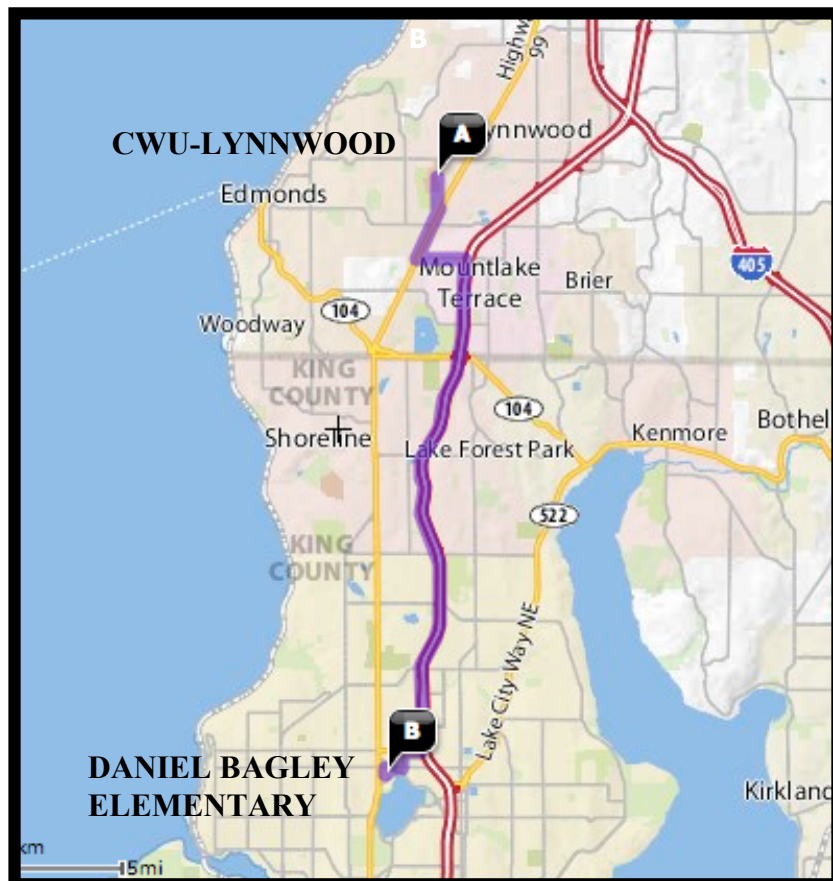 B
Highway
99
CWU-LYNNWOOD
A
ynnwood
Edmonds
Mountlake
Terrace
Brier
405
104
Woodway
KING
COUNTY
104
Shoreline
Lake Forest Park
Kenmore
Bothel
522
KING
COUNTY
Lake City Way NE
B
DANIEL BAGLEY
ELEMENTARY
Kirkland
km
5mi